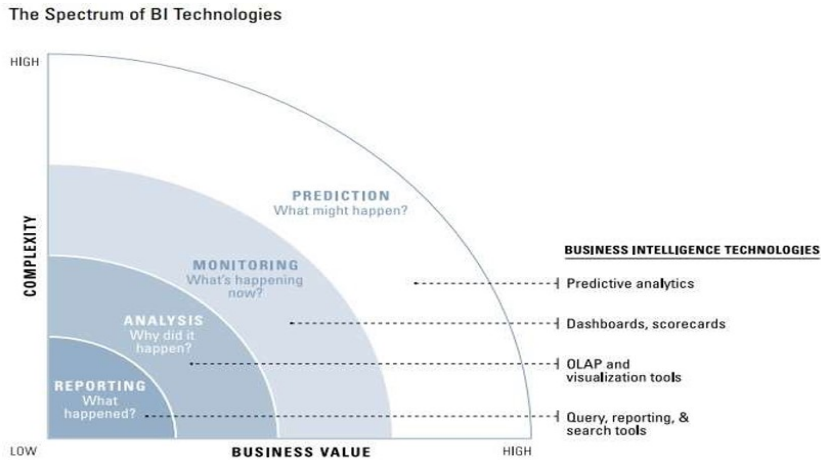 The Spectrum of BI Technologies
HIGH
COMPLEXITY
PREDICTION
What might happen?
MONITORING
What's happening
now?
ANALYSIS
Why did it
happen?
REPORTING
What
happened?
BUSINESS INTELLIGENCE TECHNOLOGIES
Predictive analytics
Dashboards, scorecards
OLAP and
visualization tools
Query, reporting, &
search tools
LOW
BUSINESS VALUE
HIGH